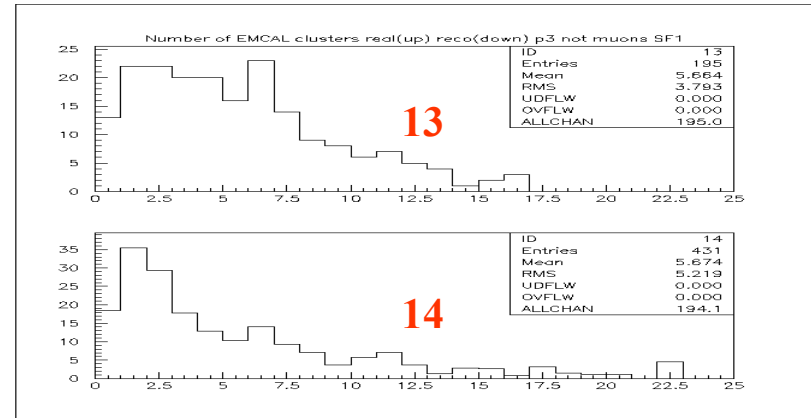 Number of EMCAL clusters real(up) reco(down) p3 not muons SF1
ID 13
Entries 195
Mean 5.664
RMS 3.793
UDFLW 0.000
OVFLW 0.000
ALLCHAN 195.0
25
20
15
10
5
0
13
0 2.5 5 7.5 10 12.5 15 17.5 20 22.5 25
ID 14
Entries 431
Mean 5.674
RMS 5.219
UDFLW 0.000
OVFLW 0.000
ALLCHAN 194.1
35
30
25
20
15
10
5
0
14
0 2.5 5 7.5 10 12.5 15 17.5 20 22.5 25